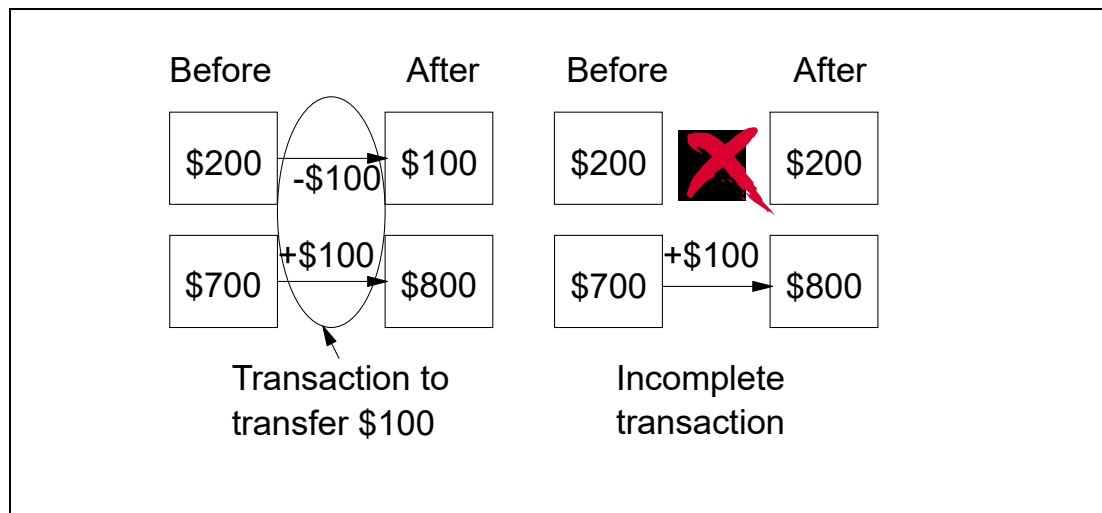 Before After Before After
$200 $100 $200 $200
-$100
+$100 +$100
$700 $800 $700 $800
Transaction to
transfer $100
Incomplete
transaction